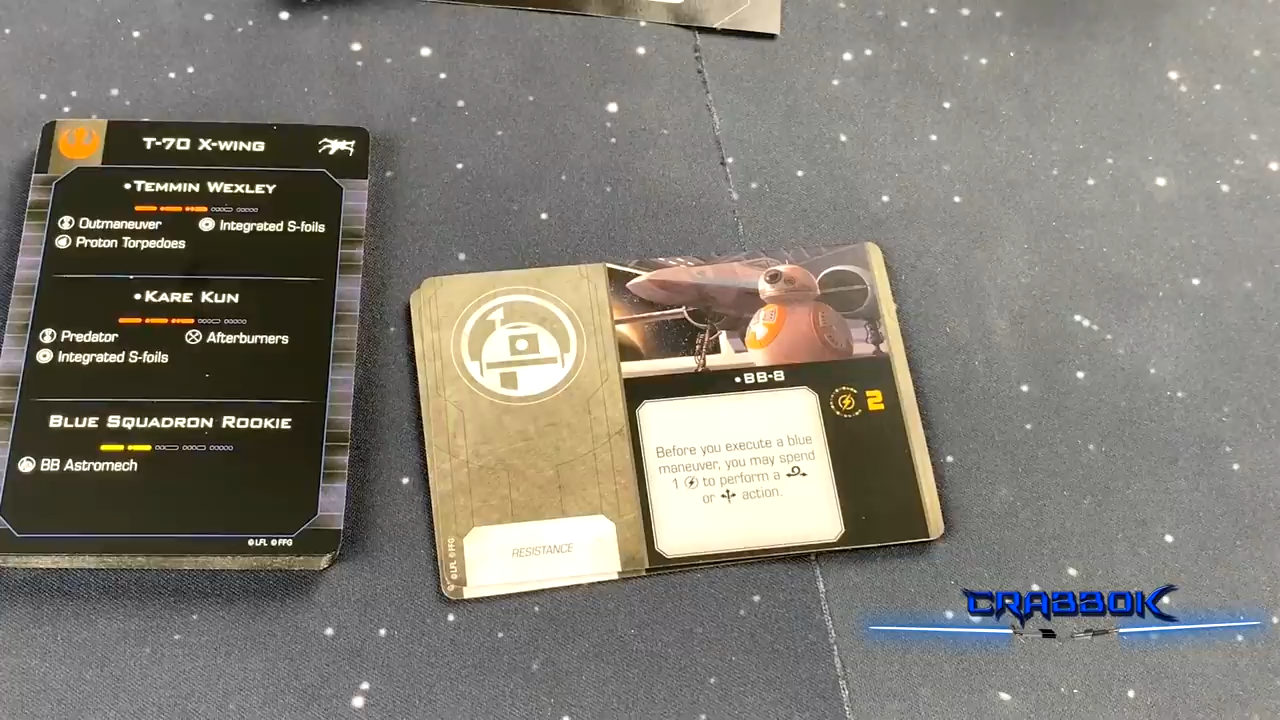 T-70 X-WING
•TEMMIN WEXLEY
Outmaneuver
Integrated S-foils
Proton Torpedoes
•KARE KUN
Predator
Afterburners
Integrated S-foils
BLUE SQUADRON ROOKIE
BB Astromech
©LFL ©FFG
©LFL ©FFG
RESISTANCE
•BB-8
2
Before you execute a blue
maneuver, you may spend
1 to perform a
or action.
CRABBOK